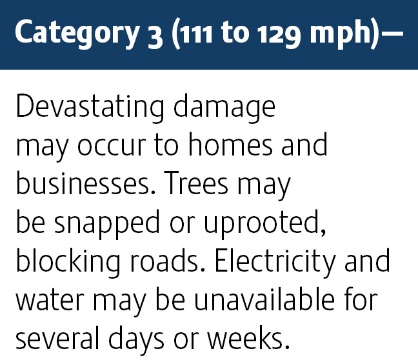 Category 3 (111 to 129 mph)—
Devastating damage
may occur to homes and
businesses. Trees may
be snapped or uprooted,
blocking roads. Electricity and
water may be unavailable for
several days or weeks.